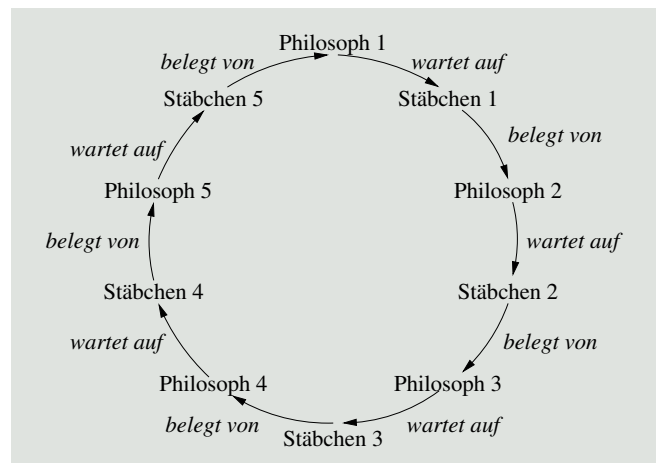 Philosoph 1
wartet auf
Stäbchen 1
belegt von
Philosoph 2
wartet auf
Stäbchen 2
belegt von
Philosoph 3
wartet auf
Stäbchen 3
belegt von
Philosoph 4
wartet auf
Stäbchen 4
belegt von
Philosoph 5
wartet auf
Stäbchen 5
belegt von